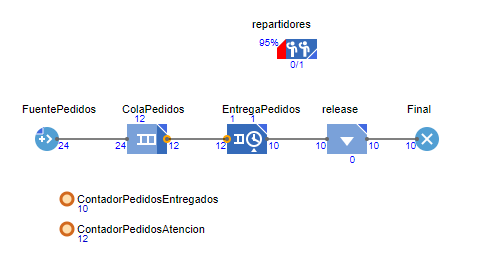 repartidores
95%
0/1
FuentePedidos
ColaPedidos
EntregaPedidos
release
Final
12
1
1
24
24
12
12
10
10
10
10
0
ContadorPedidosEntregados
10
ContadorPedidosAtencion
12